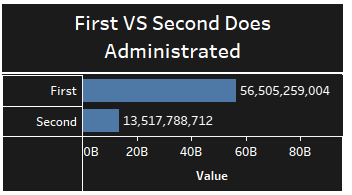 First VS Second Does
Administrated
First 56,505,259,004
Second 13,517,788,712
0B 20B 40B 60B 80B
Value